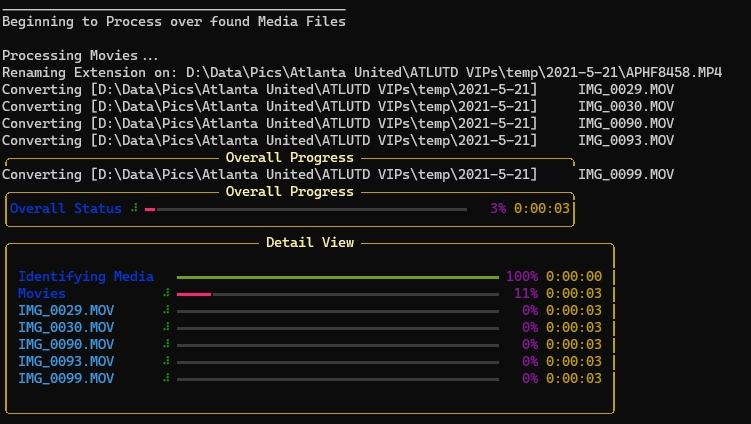 Beginning to Process over found Media Files
Processing Movies...
Renaming Extension on: D:\Data\Pics\Atlanta United\ATLUTD VIPs\temp\2021-5-21\APHF8458.MP4
Converting [D:\Data\Pics\Atlanta United\ATLUTD VIPs\temp\2021-5-21] IMG_0029.MOV
Converting [D:\Data\Pics\Atlanta United\ATLUTD VIPs\temp\2021-5-21] IMG_0030.MOV
Converting [D:\Data\Pics\Atlanta United\ATLUTD VIPs\temp\2021-5-21] IMG_0090.MOV
Converting [D:\Data\Pics\Atlanta United\ATLUTD VIPs\temp\2021-5-21] IMG_0093.MOV
Overall Progress
Converting [D:\Data\Pics\Atlanta United\ATLUTD VIPs\temp\2021-5-21] IMG_0099.MOV
Overall Progress
Overall Status 3% 0:00:03
Detail View
Identifying Media 100% 0:00:00
Movies 11% 0:00:03
IMG_0029.MOV 0% 0:00:03
IMG_0030.MOV 0% 0:00:03
IMG_0090.MOV 0% 0:00:03
IMG_0093.MOV 0% 0:00:03
IMG_0099.MOV 0% 0:00:03